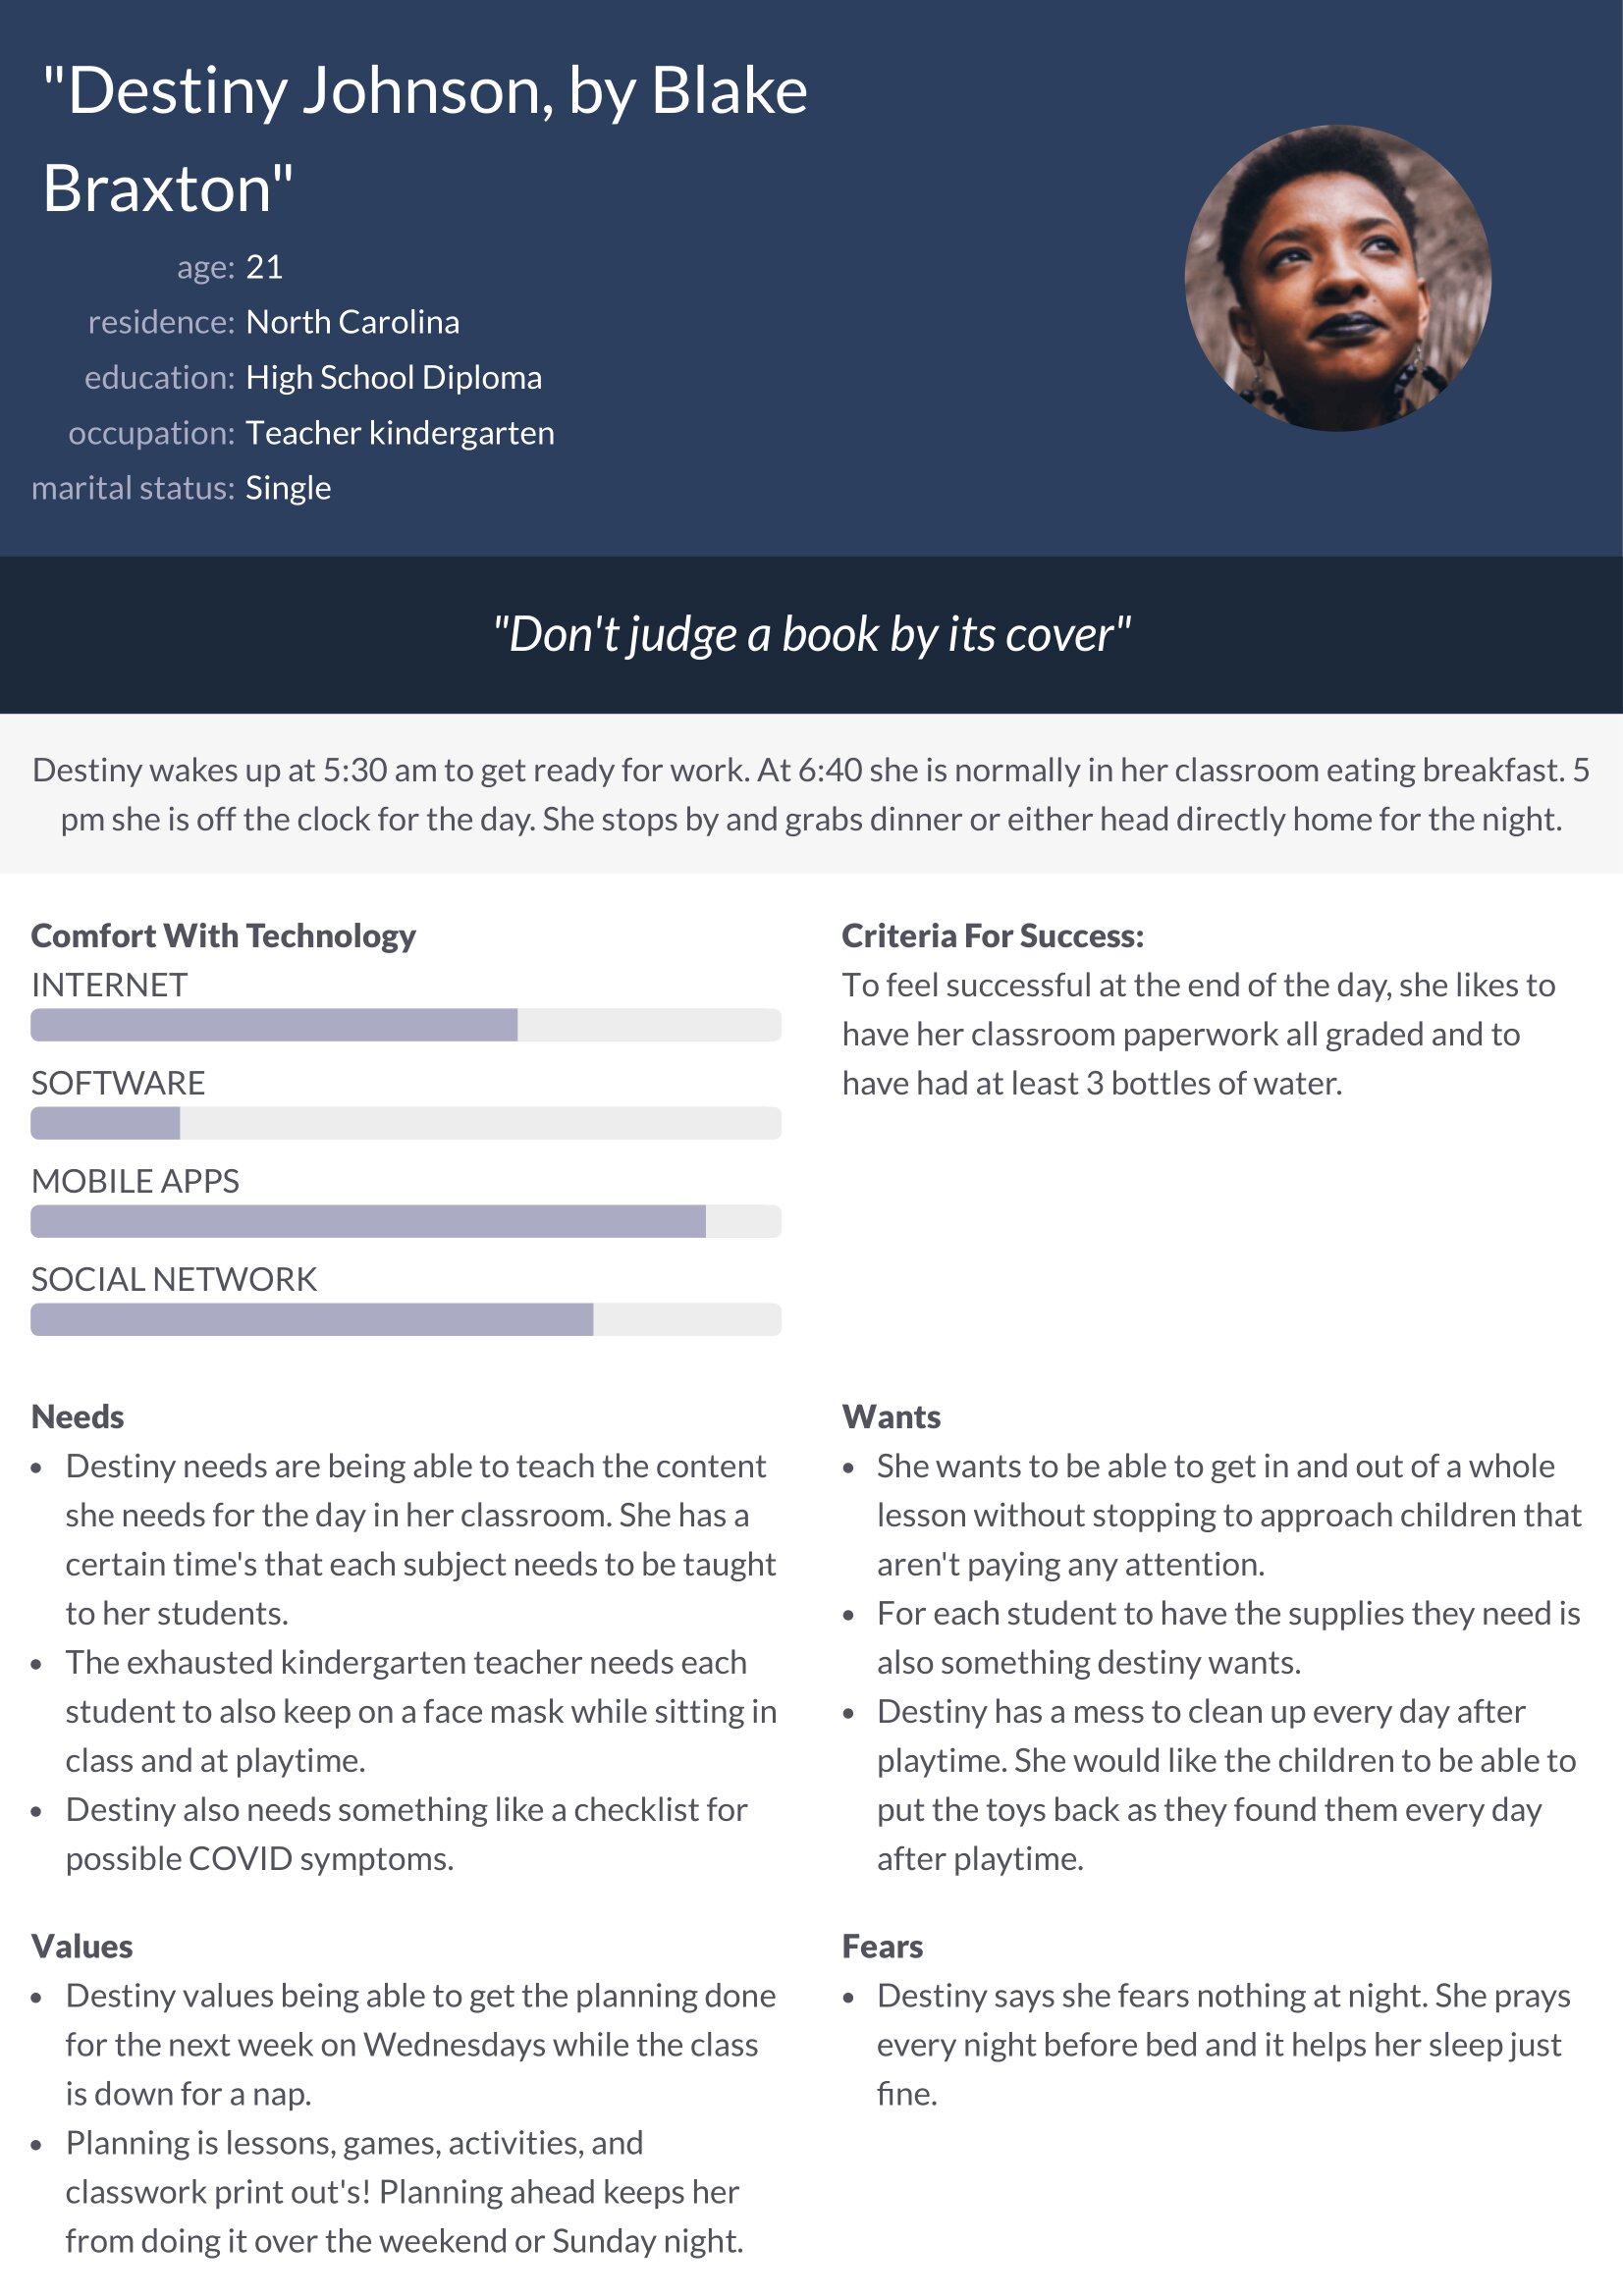 "Destiny Johnson, by Blake
Braxton"
age: 21
residence: North Carolina
education: High School Diploma
occupation: Teacher kindergarten
marital status: Single
"Don't judge a book by its cover"
Destiny wakes up at 5:30 am to get ready for work. At 6:40 she is normally in her classroom eating breakfast. 5
pm she is off the clock for the day. She stops by and grabs dinner or either head directly home for the night.
Comfort With Technology
INTERNET
SOFTWARE
MOBILE APPS
SOCIAL NETWORK
Criteria For Success:
To feel successful at the end of the day, she likes to
have her classroom paperwork all graded and to
have had at least 3 bottles of water.
Needs
• Destiny needs are being able to teach the content
she needs for the day in her classroom. She has a
certain time's that each subject needs to be taught
to her students.
• The exhausted kindergarten teacher needs each
student to also keep on a face mask while sitting in
class and at playtime.
• Destiny also needs something like a checklist for
possible COVID symptoms.
Wants
• She wants to be able to get in and out of a whole
lesson without stopping to approach children that
aren't paying any attention.
• For each student to have the supplies they need is
also something destiny wants.
• Destiny has a mess to clean up every day after
playtime. She would like the children to be able to
put the toys back as they found them every day
after playtime.
Values
• Destiny values being able to get the planning done
for the next week on Wednesdays while the class
is down for a nap.
• Planning is lessons, games, activities, and
classwork print out's! Planning ahead keeps her
from doing it over the weekend or Sunday night.
Fears
• Destiny says she fears nothing at night. She prays
every night before bed and it helps her sleep just
fine.